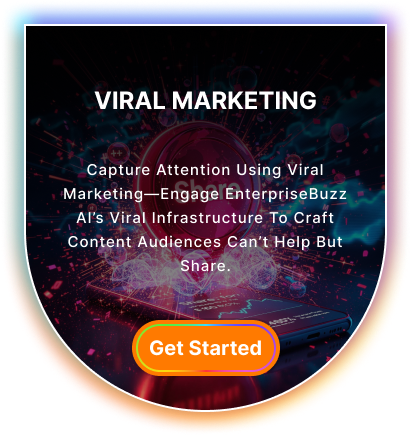 VIRAL MARKETING
Capture Attention Using Viral
Marketing—Engage EnterpriseBuzz
AI’s Viral Infrastructure To Craft
Content Audiences Can’t Help But
Share.
Get Started